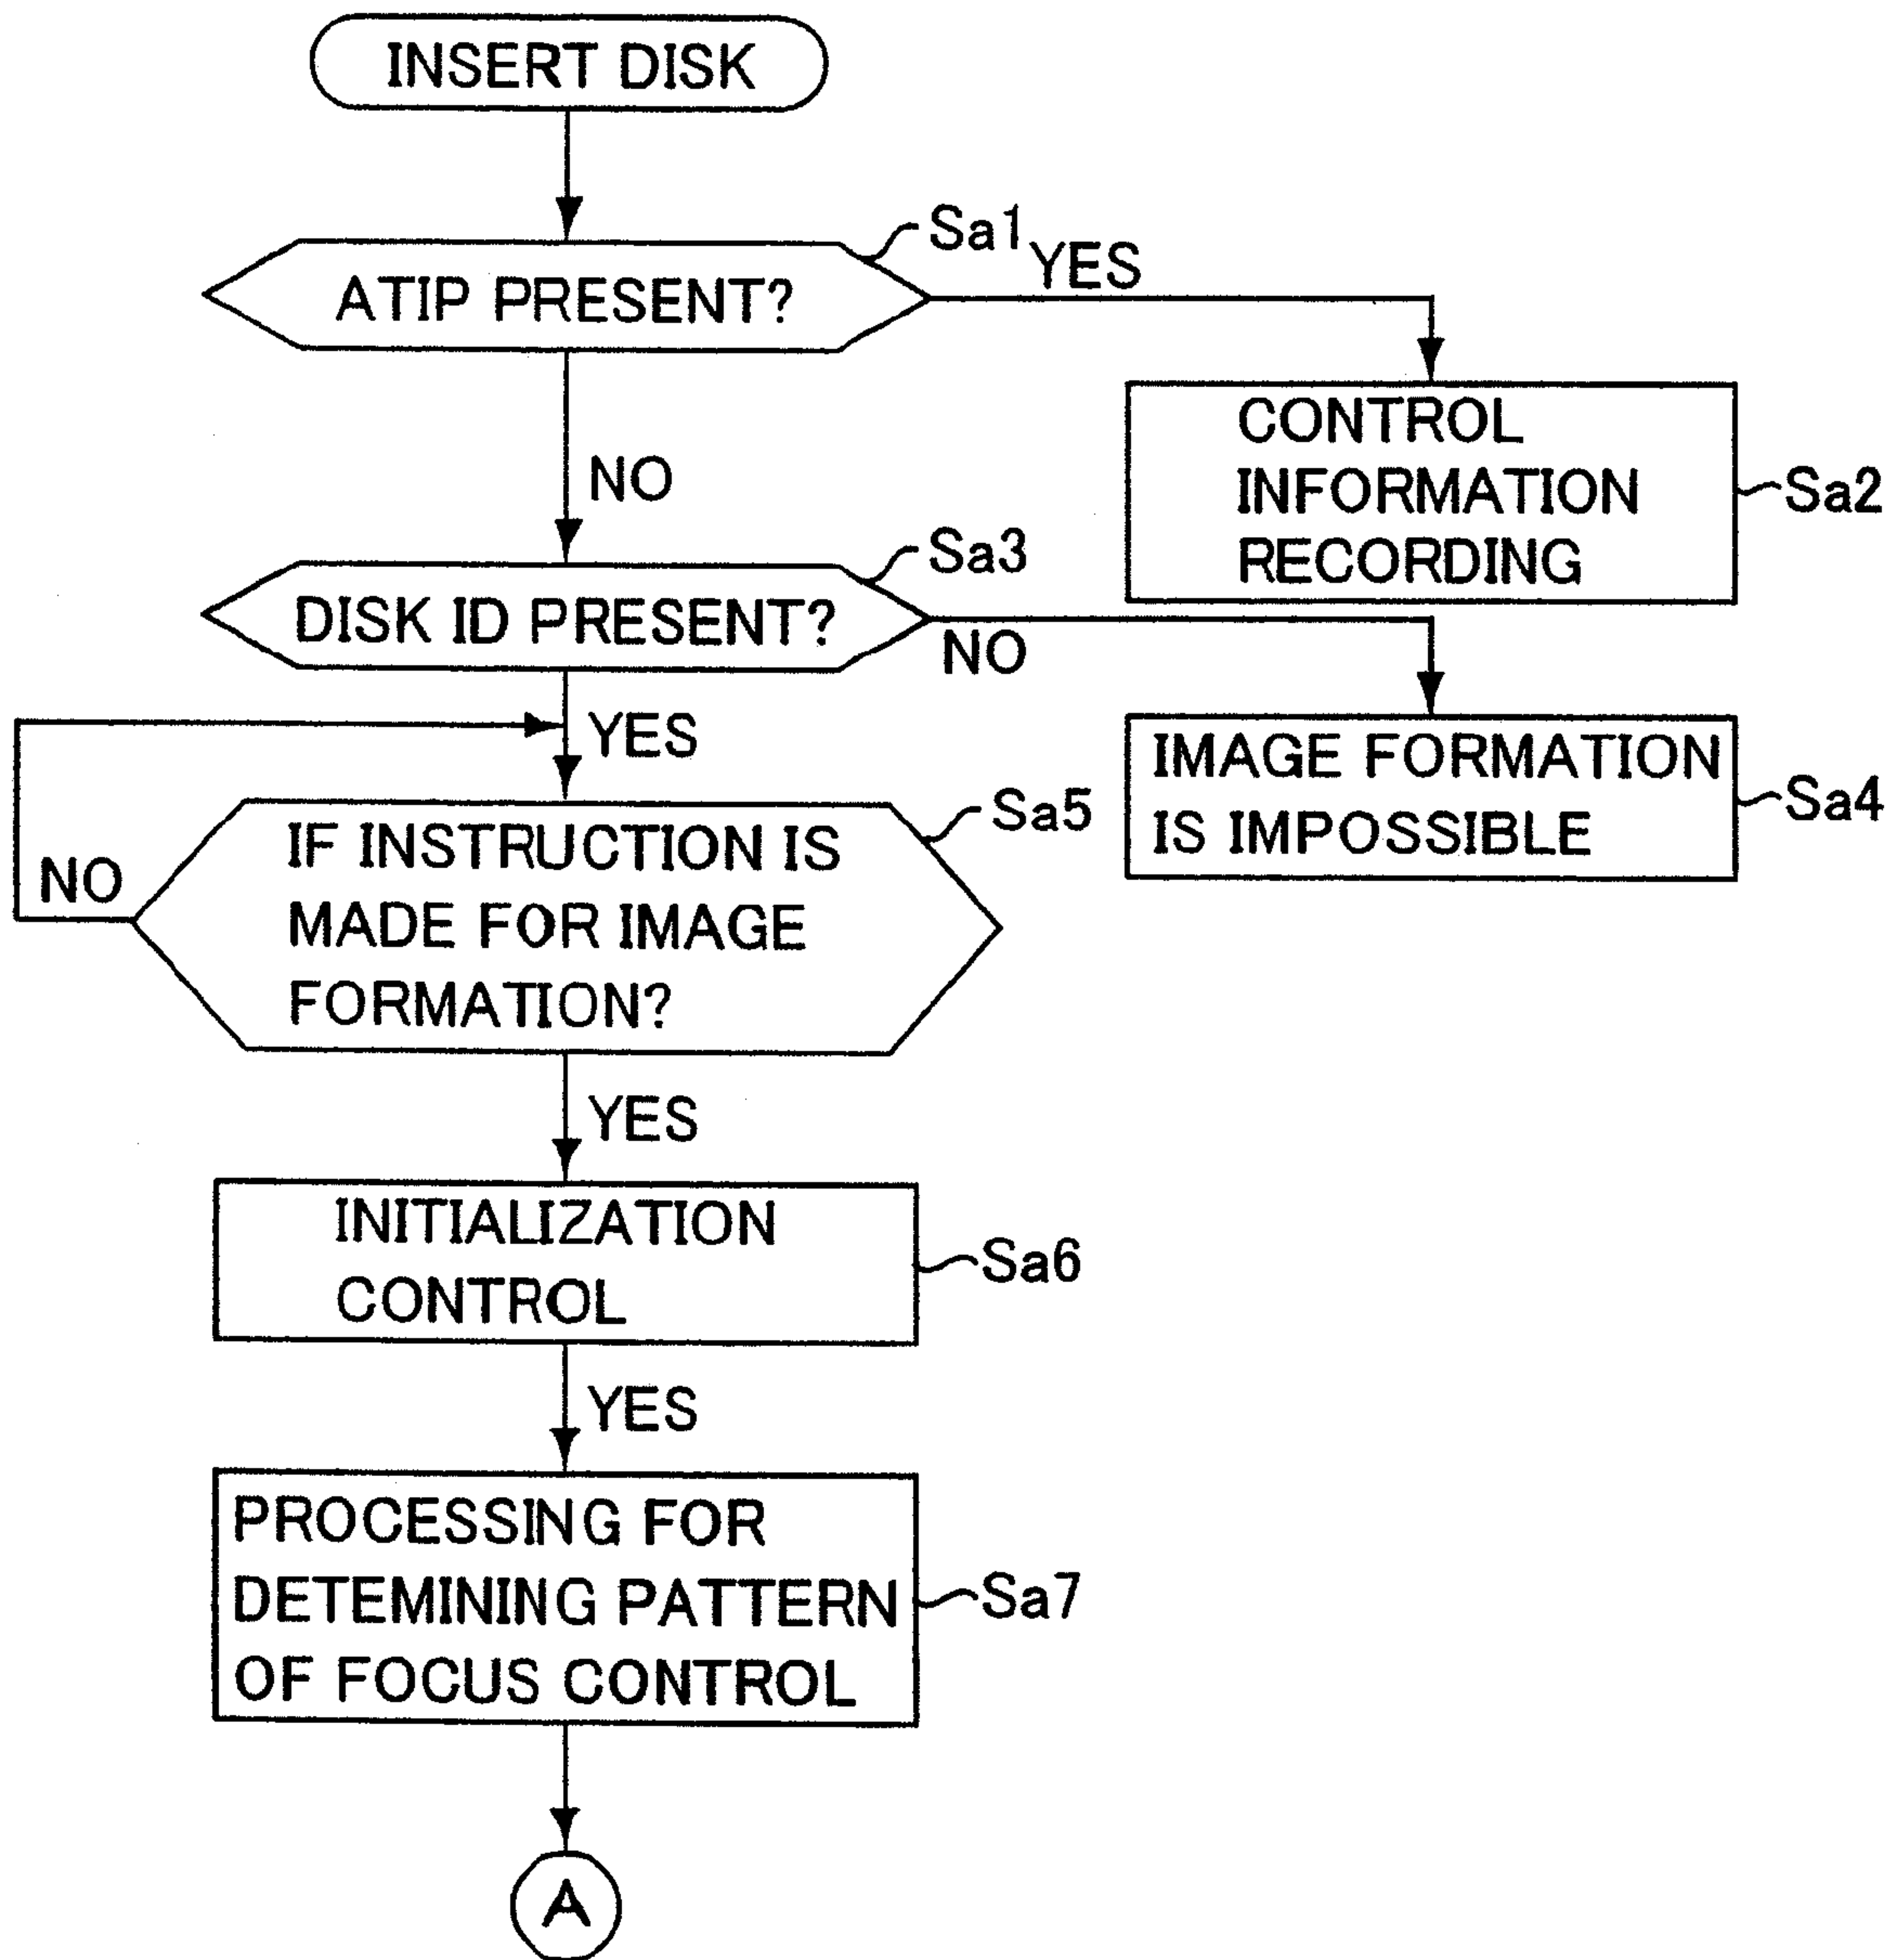 INSERT DISK
Sa1
YES
ATIP PRESENT?
CONTROL
INFORMATION
RECORDING
Sa2
NO
Sa3
DISK ID PRESENT?
NO
YES
IMAGE FORMATION
IS IMPOSSIBLE
Sa4
Sa5
IF INSTRUCTION IS
MADE FOR IMAGE
FORMATION?
NO
YES
INITIALIZATION
CONTROL
Sa6
YES
PROCESSING FOR
DETEMINING PATTERN
OF FOCUS CONTROL
Sa7
A